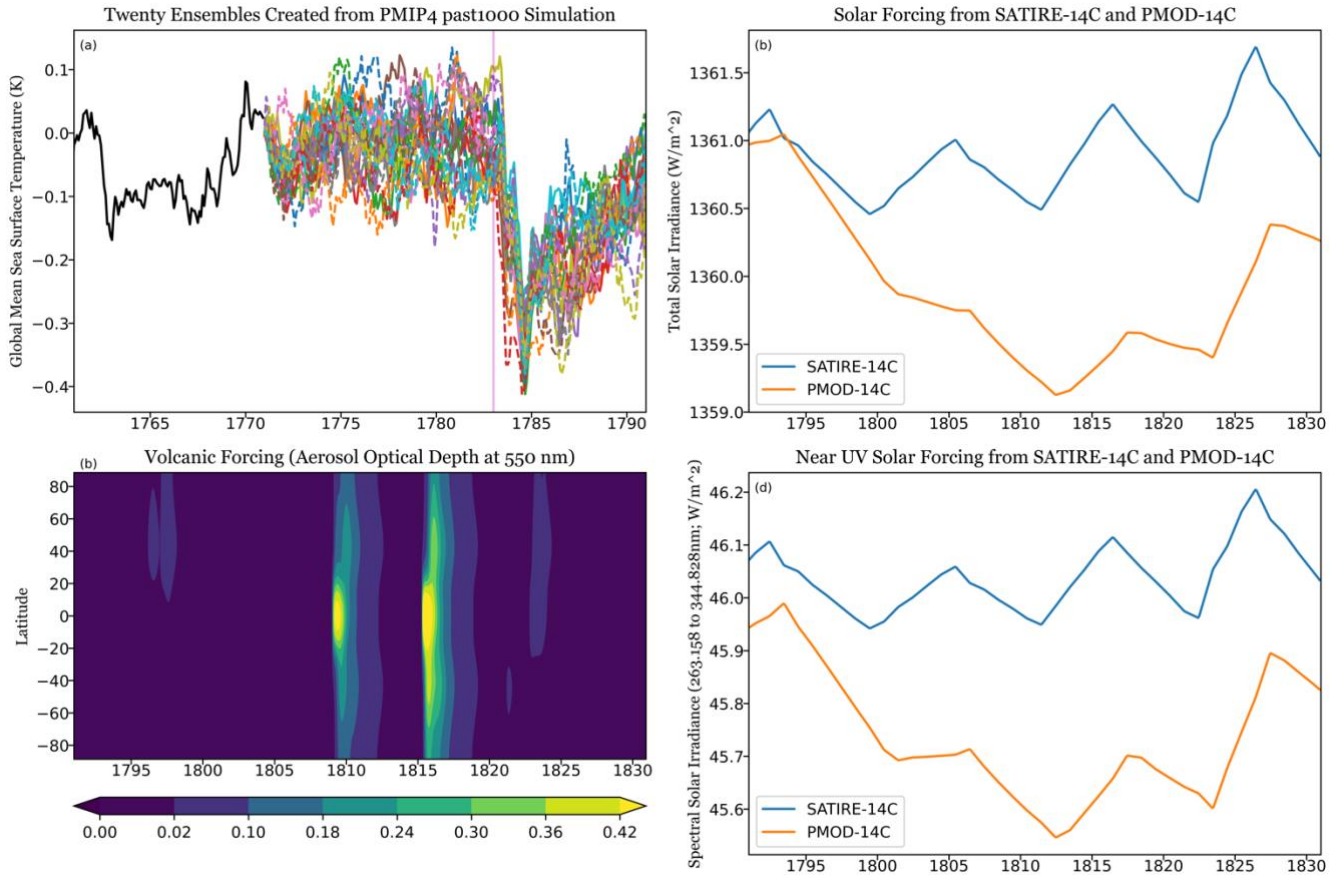 Twenty Ensembles Created from PMIP4 past1000 Simulation
(a)
Global Mean Sea Surface Temperature (K)
0.1
0.0
−0.1
−0.2
−0.3
−0.4
1765 1770 1775 1780 1785 1790
Solar Forcing from SATIRE-14C and PMOD-14C
(b)
Total Solar Irradiance (W/m^2)
1361.5
1361.0
1360.5
1360.0
1359.5
1359.0
SATIRE-14C
PMOD-14C
1795 1800 1805 1810 1815 1820 1825 1830
Volcanic Forcing (Aerosol Optical Depth at 550 nm)
(b)
Latitude
80
60
40
20
0
−20
−40
−60
−80
1795 1800 1805 1810 1815 1820 1825 1830
0.00 0.02 0.10 0.18 0.24 0.30 0.36 0.42
Near UV Solar Forcing from SATIRE-14C and PMOD-14C
(d)
Spectral Solar Irradiance (263.158 to 344.828nm; W/m^2)
46.2
46.1
46.0
45.9
45.8
45.7
45.6
SATIRE-14C
PMOD-14C
1795 1800 1805 1810 1815 1820 1825 1830